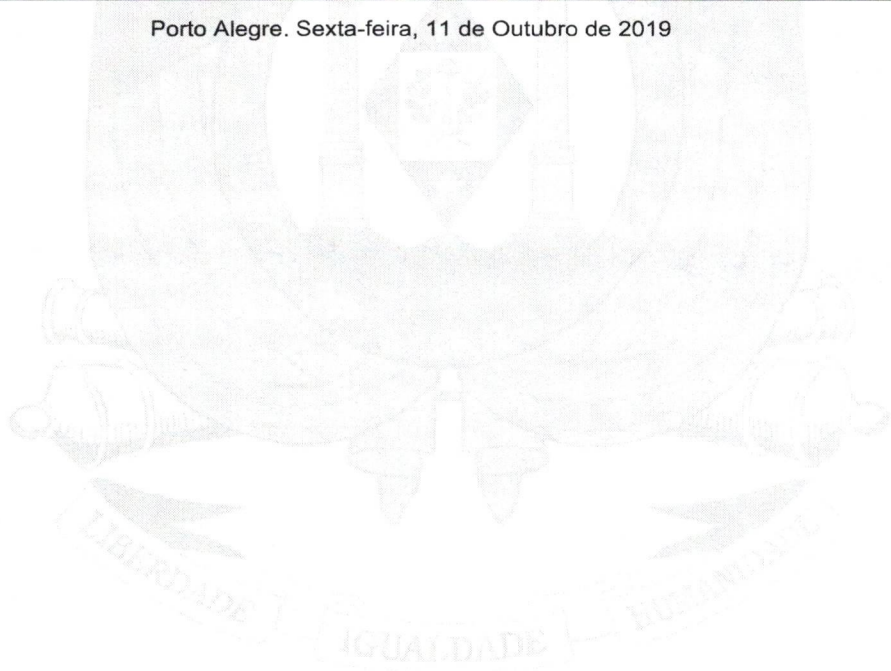 Porto Alegre. Sexta-feira, 11 de Outubro de 2019
LIBERDADE
IGUALDADE
HUMANIDADE